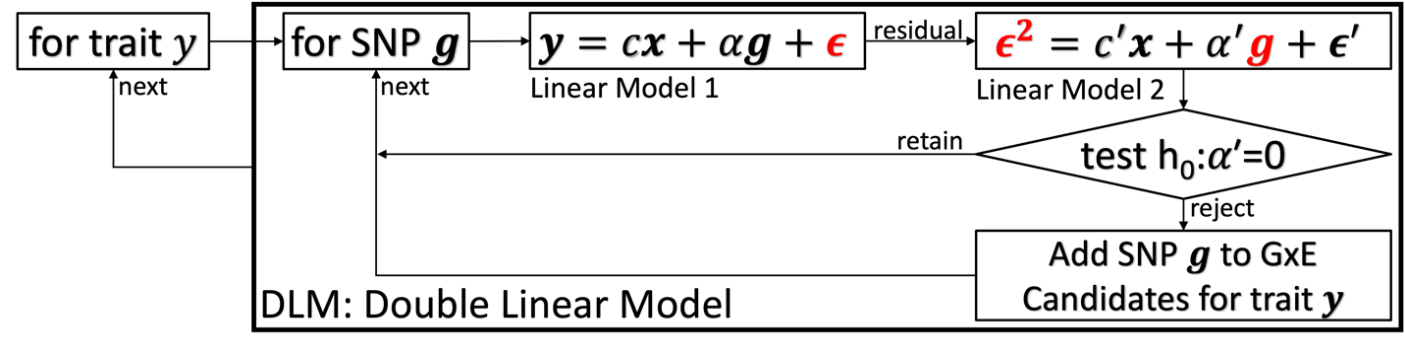 for trait y
for SNP g
y = cx + αg + ϵ
residual
ϵ² = c′x + α′g + ϵ′
next
next
Linear Model 1
Linear Model 2
retain
test h₀:α′=0
reject
Add SNP g to GxE
Candidates for trait y
DLM: Double Linear Model